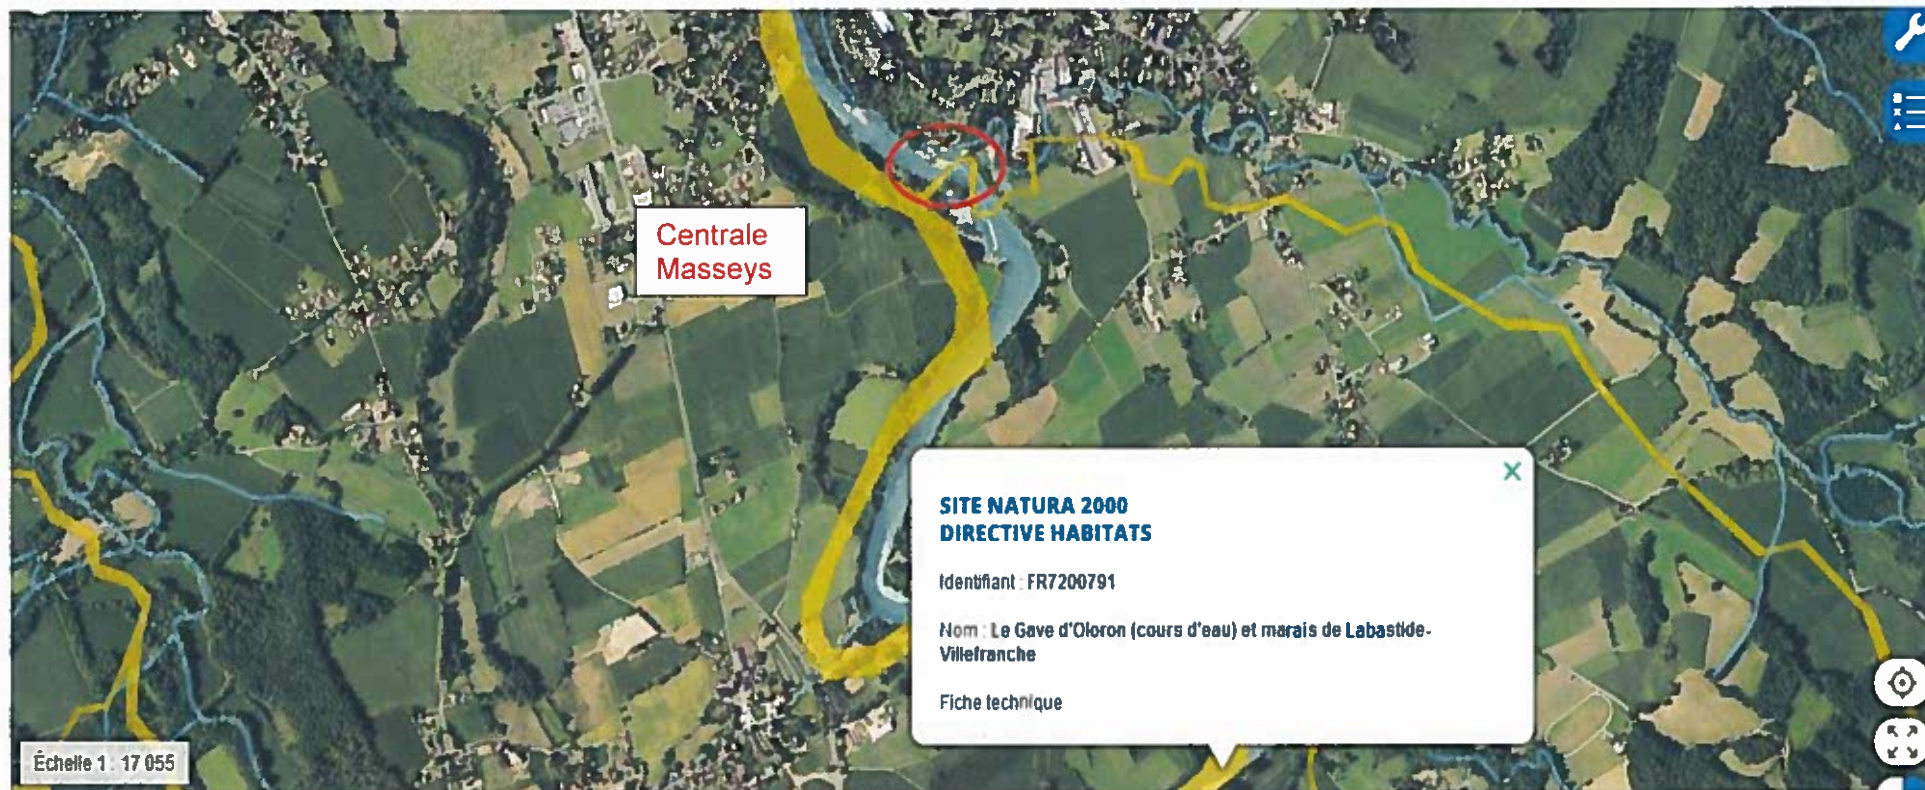 Centrale
Masseys
SITE NATURA 2000
DIRECTIVE HABITATS
Identifiant : FR7200791
Nom : Le Gave d'Oloron (cours d'eau) et marais de Labastide-
Villefranche
Fiche technique
Échelle 1 : 17 055